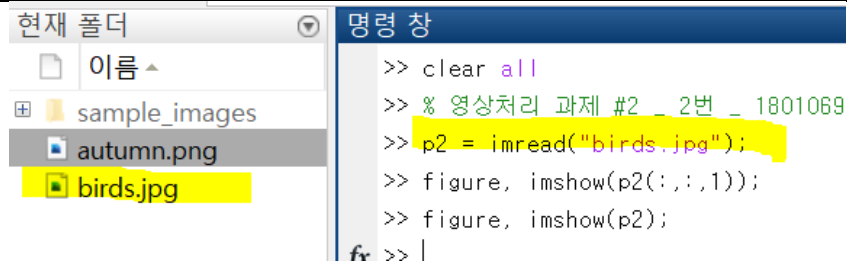 현재 폴더
이름
sample_images
autumn.png
birds.jpg
명령 창
>> clear all
>> % 영상처리 과제 #2 _ 2번 _ 1801069
>> p2 = imread("birds.jpg");
>> figure, imshow(p2(:,:,1));
>> figure, imshow(p2);
fx >>